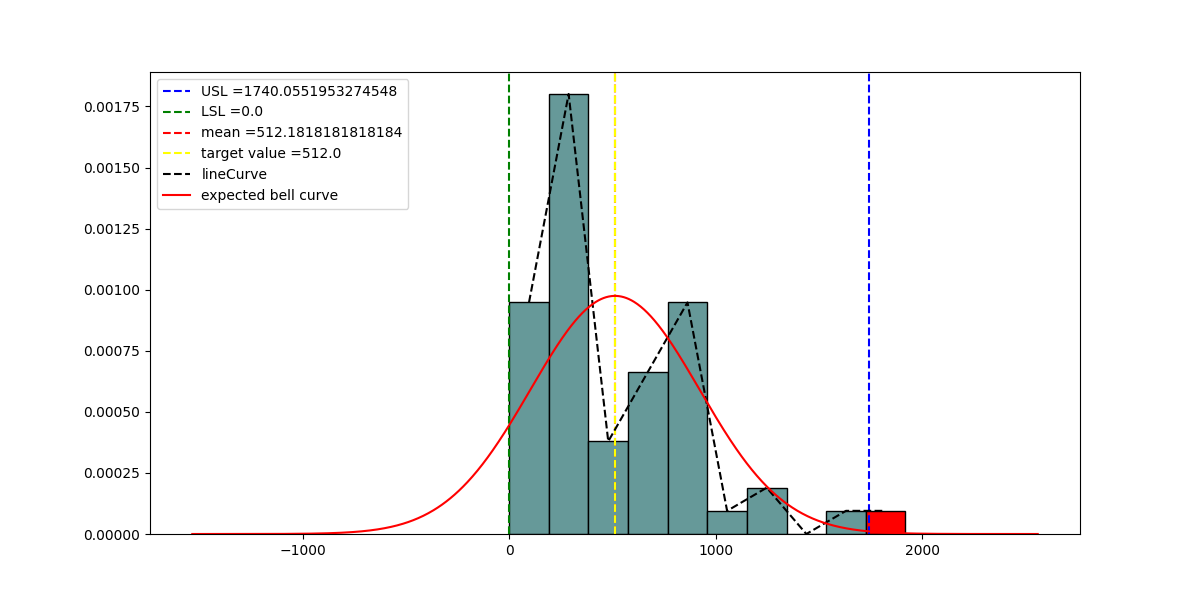 USL =1740.0551953274548
LSL =0.0
mean =512.1818181818184
target value =512.0
lineCurve
expected bell curve
0.00175
0.00150
0.00125
0.00100
0.00075
0.00050
0.00025
0.00000
−1000
0
1000
2000